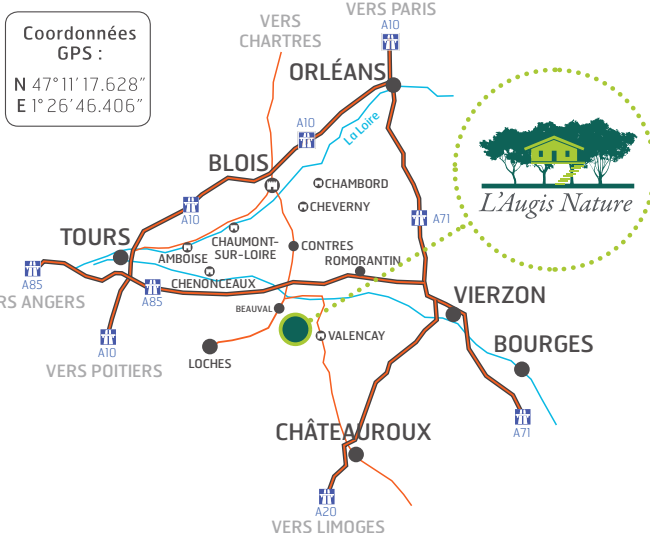 Coordonnées
GPS :
N 47°11'17.628"
E 1°26'46.406"
VERS PARIS
A10
VERS
CHARTRES
ORLÉANS
A10
La Loire
BLOIS
CHAMBORD
CHEVERNY
A10
A71
L'Augis Nature
TOURS
CHAUMONT-
SUR-LOIRE
AMBOISE
CONTRES
ROMORANTIN
A85
CHENONCEAUX
A85
RS ANGERS
BEAUVAL
VIERZON
VALENCAY
A10
LOCHES
BOURGES
VERS POITIERS
A71
CHÂTEAUROUX
A20
VERS LIMOGES